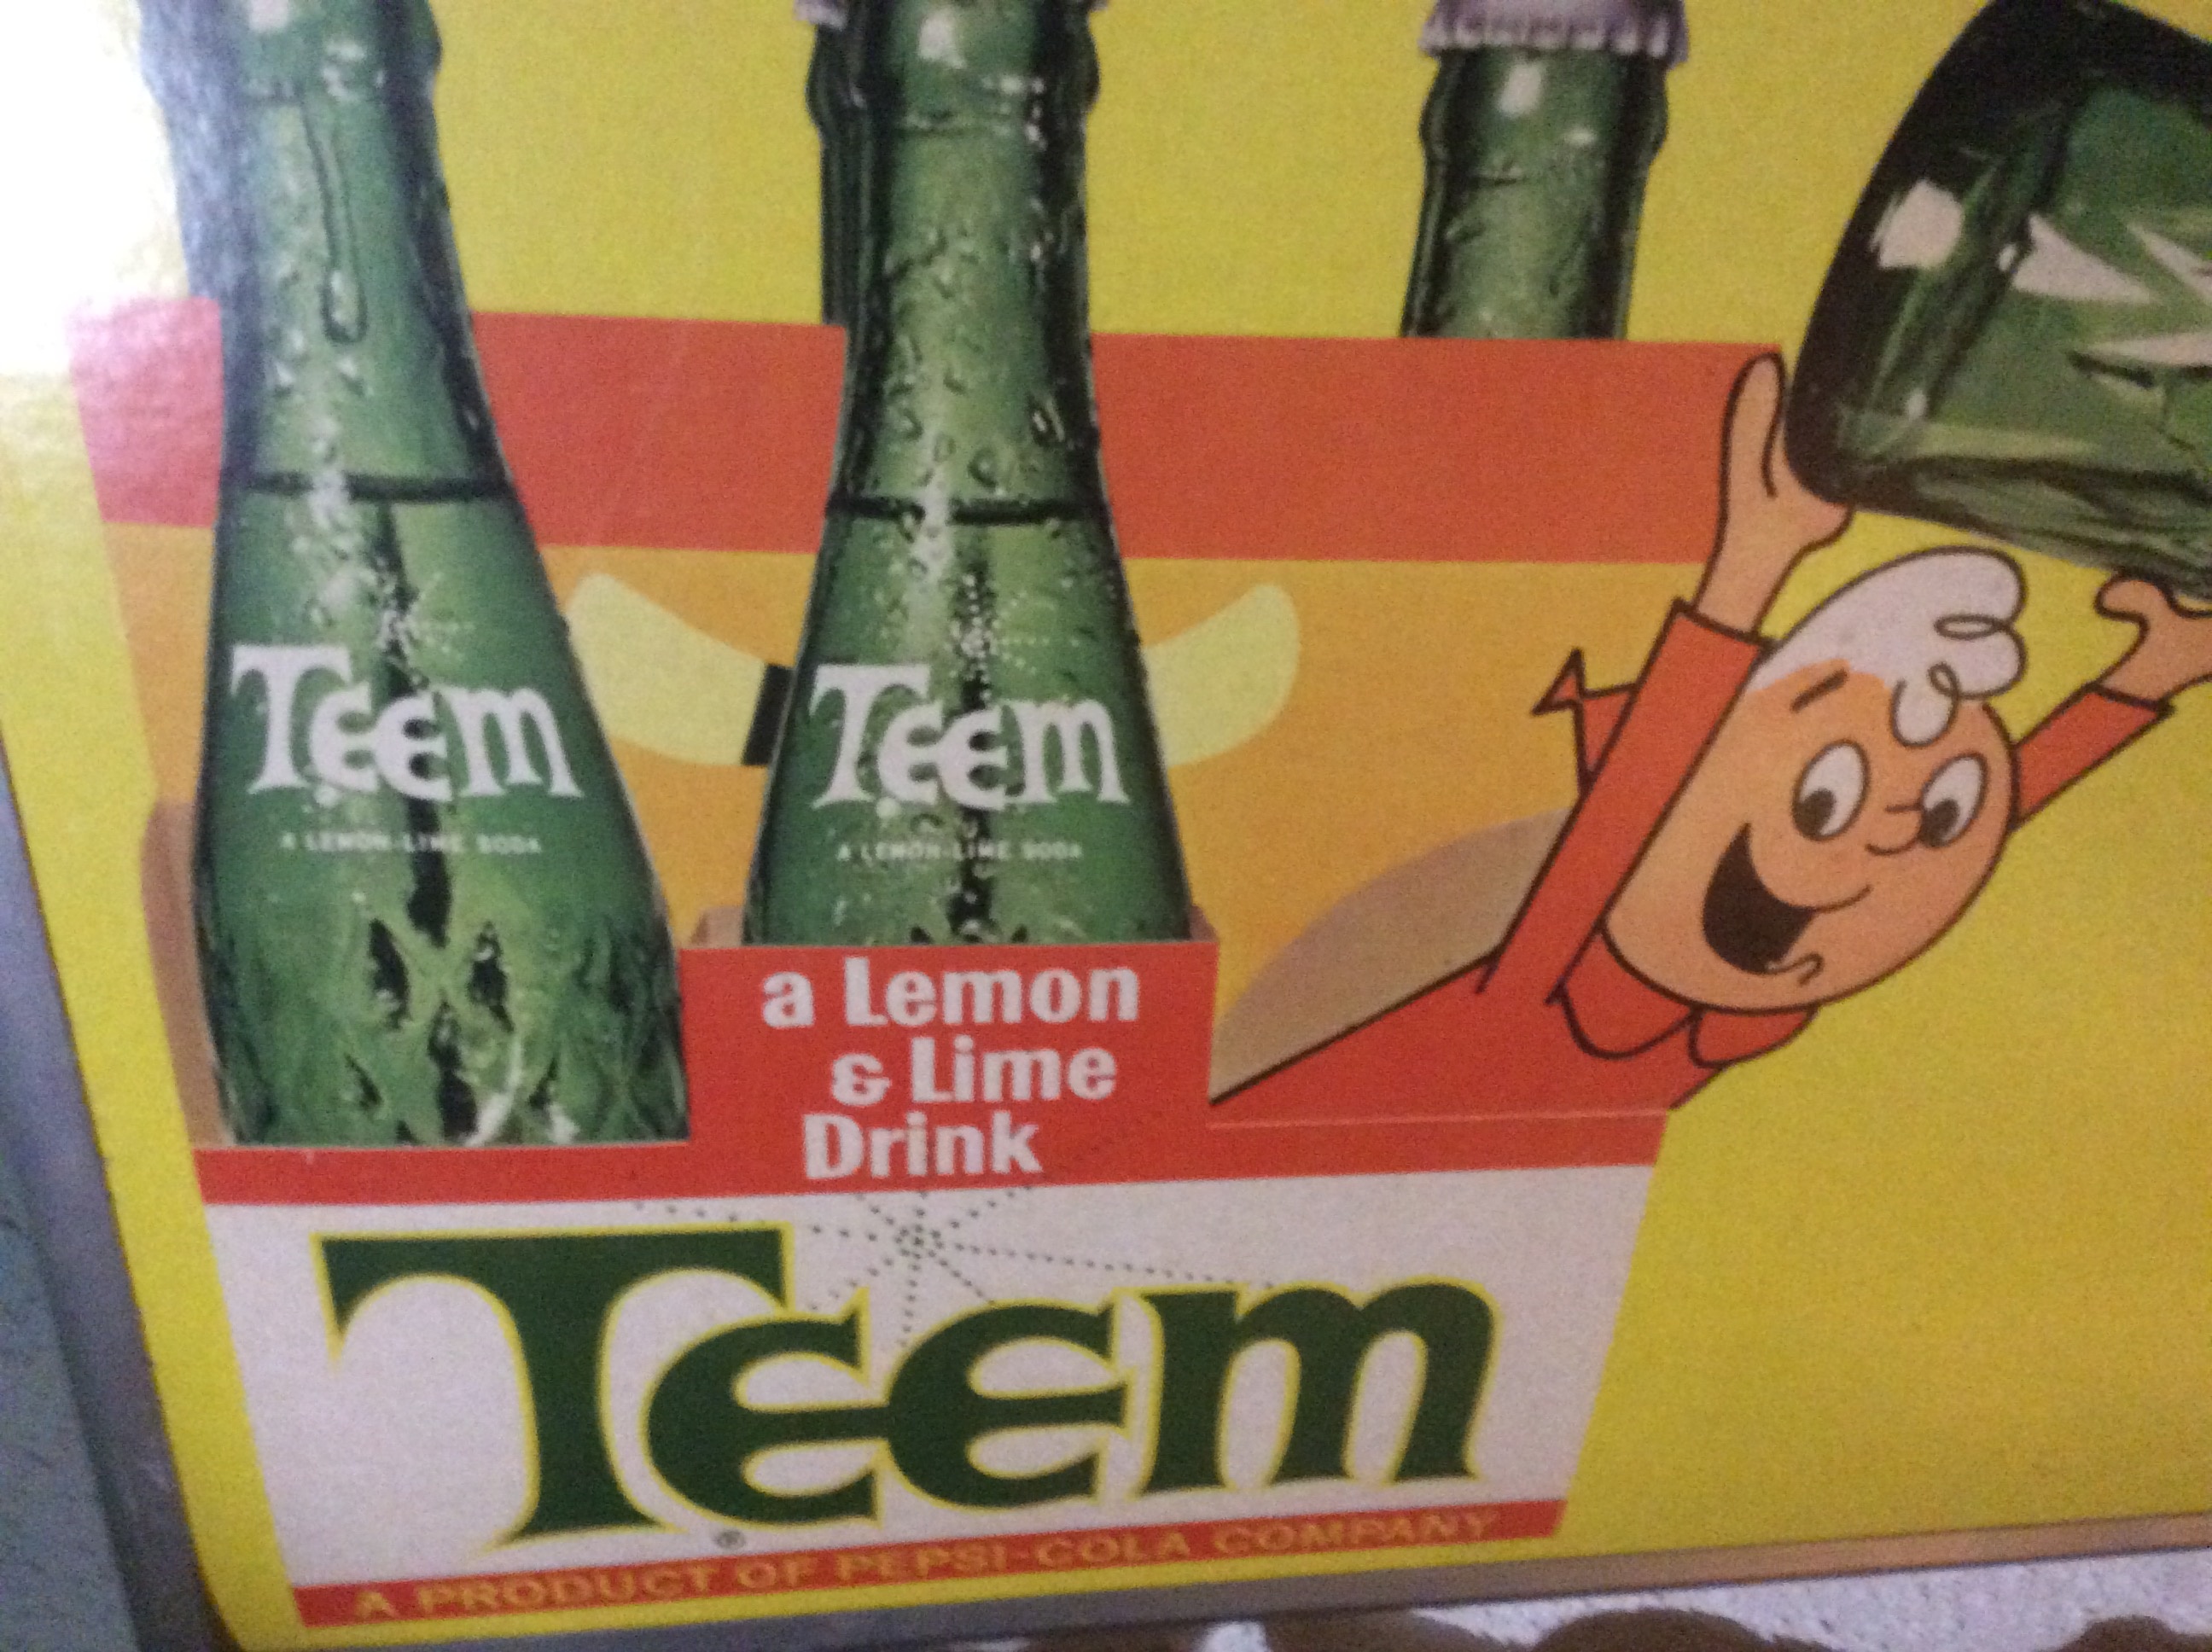 Teem
A LEMON-LIME SODA
Teem
A LEMON-LIME SODA
a Lemon
& Lime
Drink
Teem®
A PRODUCT OF PEPSI-COLA COMPANY